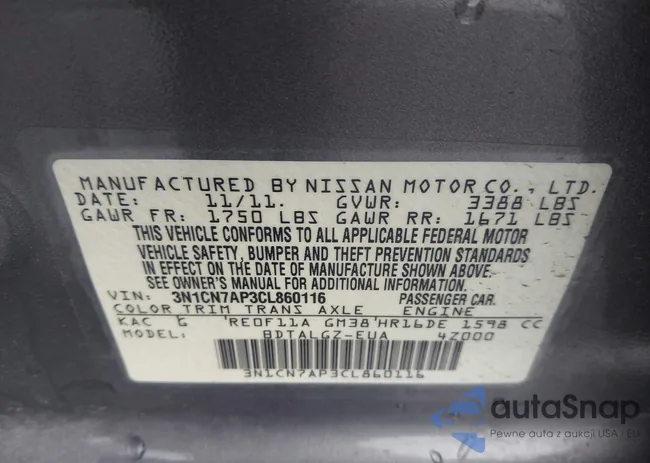 MANUFACTURED BY NISSAN MOTOR CO., LTD.
DATE: 11/11. GVWR: 3388 LBS
GAWR FR: 1750 LBS GAWR RR: 1671 LBS
THIS VEHICLE CONFORMS TO ALL APPLICABLE FEDERAL MOTOR
VEHICLE SAFETY, BUMPER AND THEFT PREVENTION STANDARDS
IN EFFECT ON THE DATE OF MANUFACTURE SHOWN ABOVE.
SEE OWNER'S MANUAL FOR ADDITIONAL INFORMATION.
VIN: 3N1CN7AP3CL860116 PASSENGER CAR.
COLOR TRIM TRANS AXLE ENGINE
KAC G 'RE0F11A GM38'HR16DE 1598 CC
MODEL: BDTALGZ-EUA 4Z000
3N1CN7AP3CL860116
autaSnap
Pewne auta z aukcji USA i EU